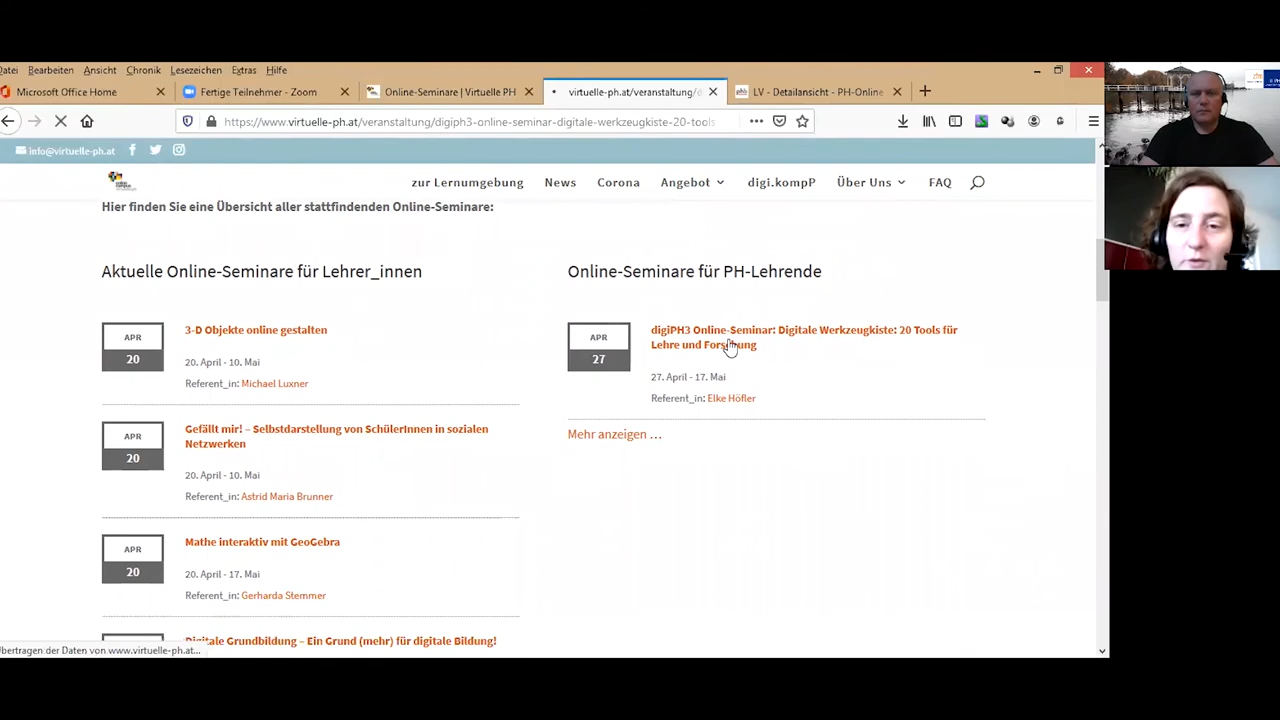 Datei Bearbeiten Ansicht Chronik Lesezeichen Extras Hilfe
Microsoft Office Home
Fertige Teilnehmer - Zoom
Online-Seminare | Virtuelle PH
virtuelle-ph.at/veranstaltung/d
LV - Detailansicht - PH-Online
https://www.virtuelle-ph.at/veranstaltung/digiph3-online-seminar-digitale-werkzeugkiste-20-tools
info@virtuelle-ph.at
zur Lernumgebung News Corona Angebot digi.kompP Über Uns FAQ
Hier finden Sie eine Übersicht aller stattfindenden Online-Seminare:
Aktuelle Online-Seminare für Lehrer_innen
APR
20
3-D Objekte online gestalten
20. April - 10. Mai
Referent_in: Michael Luxner
APR
20
Gefällt mir! – Selbstdarstellung von SchülerInnen in sozialen
Netzwerken
20. April - 10. Mai
Referent_in: Astrid Maria Brunner
APR
20
Mathe interaktiv mit GeoGebra
20. April - 17. Mai
Referent_in: Gerharda Stemmer
Digitale Grundbildung – Ein Grund (mehr) für digitale Bildung!
Online-Seminare für PH-Lehrende
APR
27
digiPH3 Online-Seminar: Digitale Werkzeugkiste: 20 Tools für
Lehre und Forschung
27. April - 17. Mai
Referent_in: Elke Höfler
Mehr anzeigen …
Übertragen der Daten von www.virtuelle-ph.at...